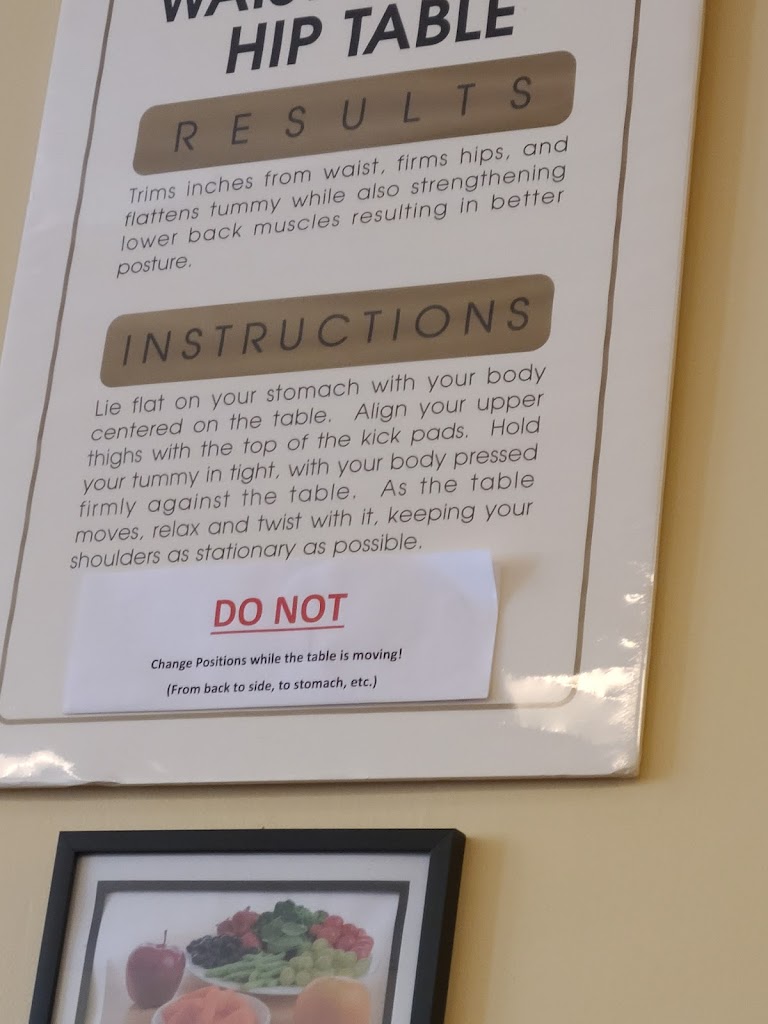 HIP TABLE
RESULTS
Trims inches from waist, firms hips, and
flattens tummy while also strengthening
lower back muscles resulting in better
posture.
INSTRUCTIONS
Lie flat on your stomach with your body
centered on the table. Align your upper
thighs with the top of the kick pads. Hold
your tummy in tight, with your body pressed
firmly against the table. As the table
moves, relax and twist with it, keeping your
shoulders as stationary as possible.
DO NOT
Change Positions while the table is moving!
(From back to side, to stomach, etc.)